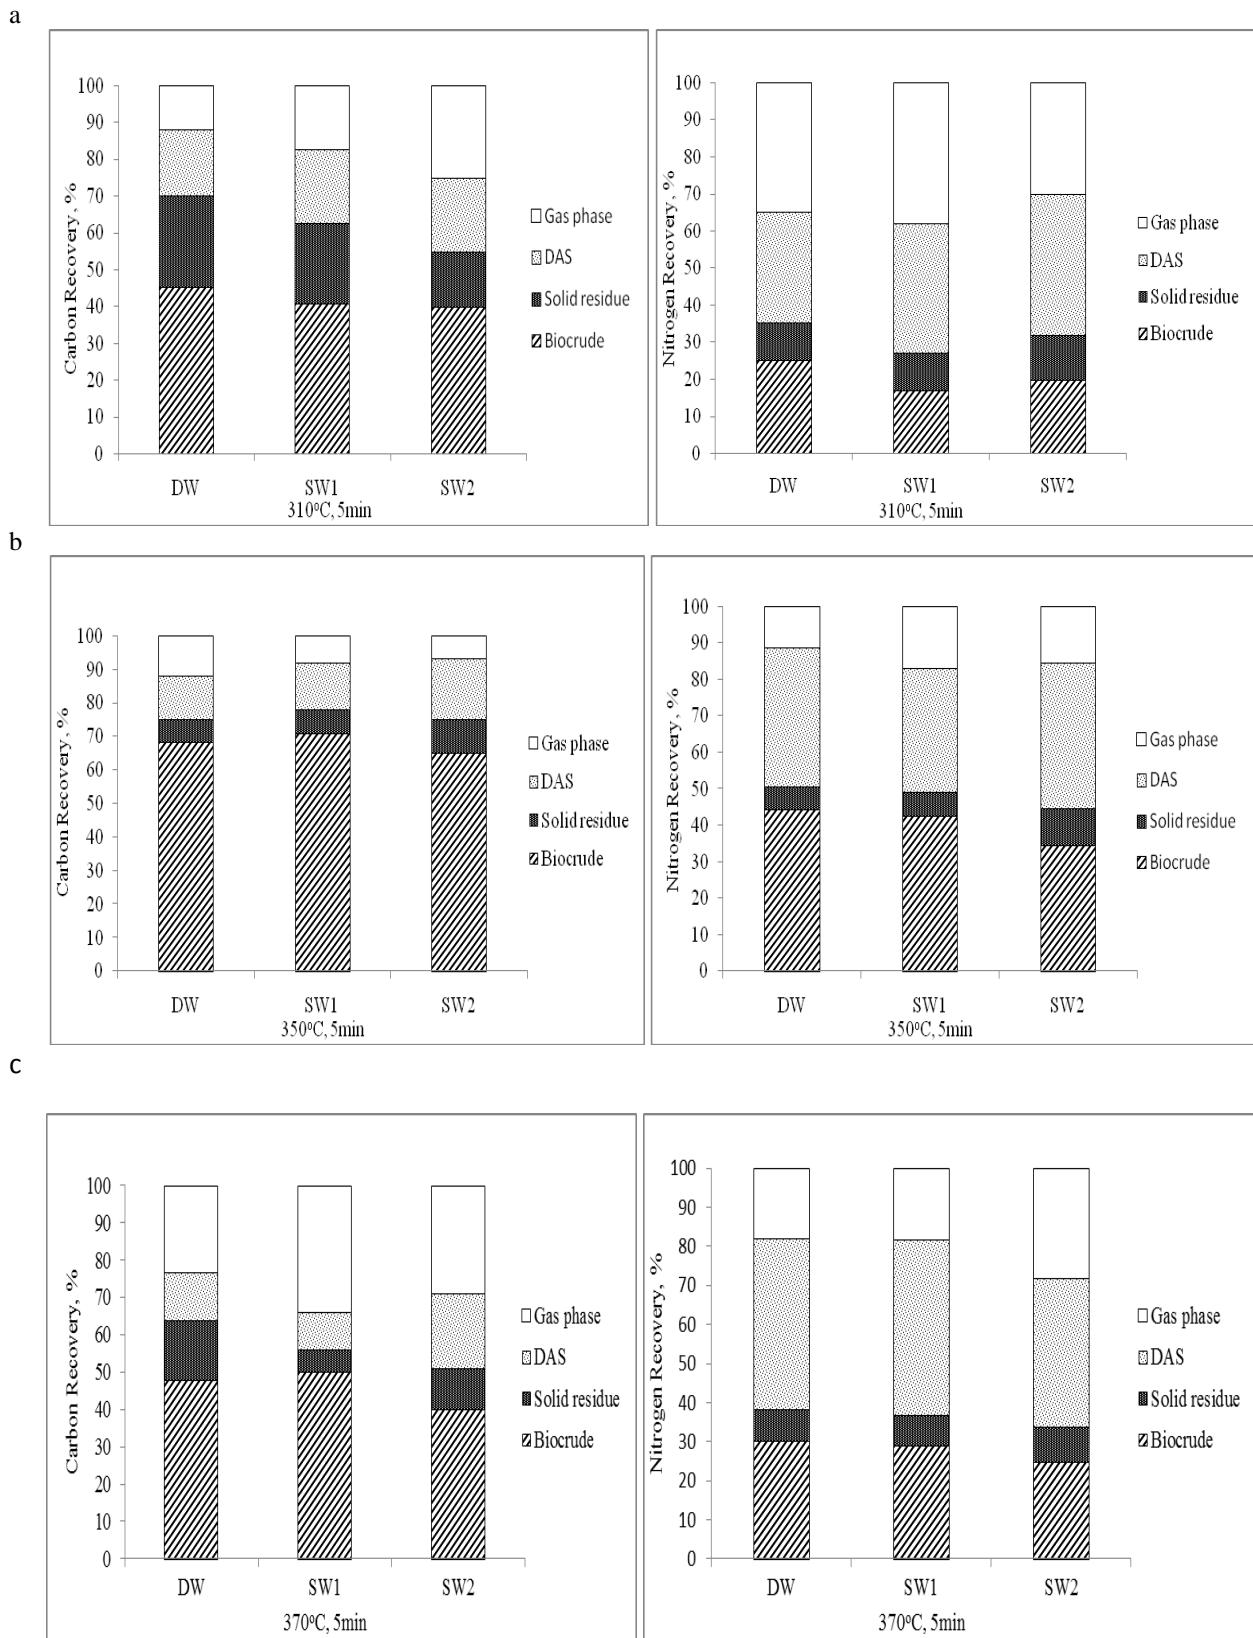 a
Carbon Recovery, %
100
90
80
70
60
50
40
30
20
10
0
DW SW1 SW2
310°C, 5min
Gas phase
DAS
Solid residue
Biocrude
Nitrogen Recovery, %
100
90
80
70
60
50
40
30
20
10
0
DW SW1 SW2
310°C, 5min
Gas phase
DAS
Solid residue
Biocrude
b
Carbon Recovery, %
100
90
80
70
60
50
40
30
20
10
0
DW SW1 SW2
350°C, 5min
Gas phase
DAS
Solid residue
Biocrude
Nitrogen Recovery, %
100
90
80
70
60
50
40
30
20
10
0
DW SW1 SW2
350°C, 5min
Gas phase
DAS
Solid residue
Biocrude
c
Carbon Recovery, %
100
90
80
70
60
50
40
30
20
10
0
DW SW1 SW2
370°C, 5min
Gas phase
DAS
Solid residue
Biocrude
Nitrogen Recovery, %
100
90
80
70
60
50
40
30
20
10
0
DW SW1 SW2
370°C, 5min
Gas phase
DAS
Solid residue
Biocrude